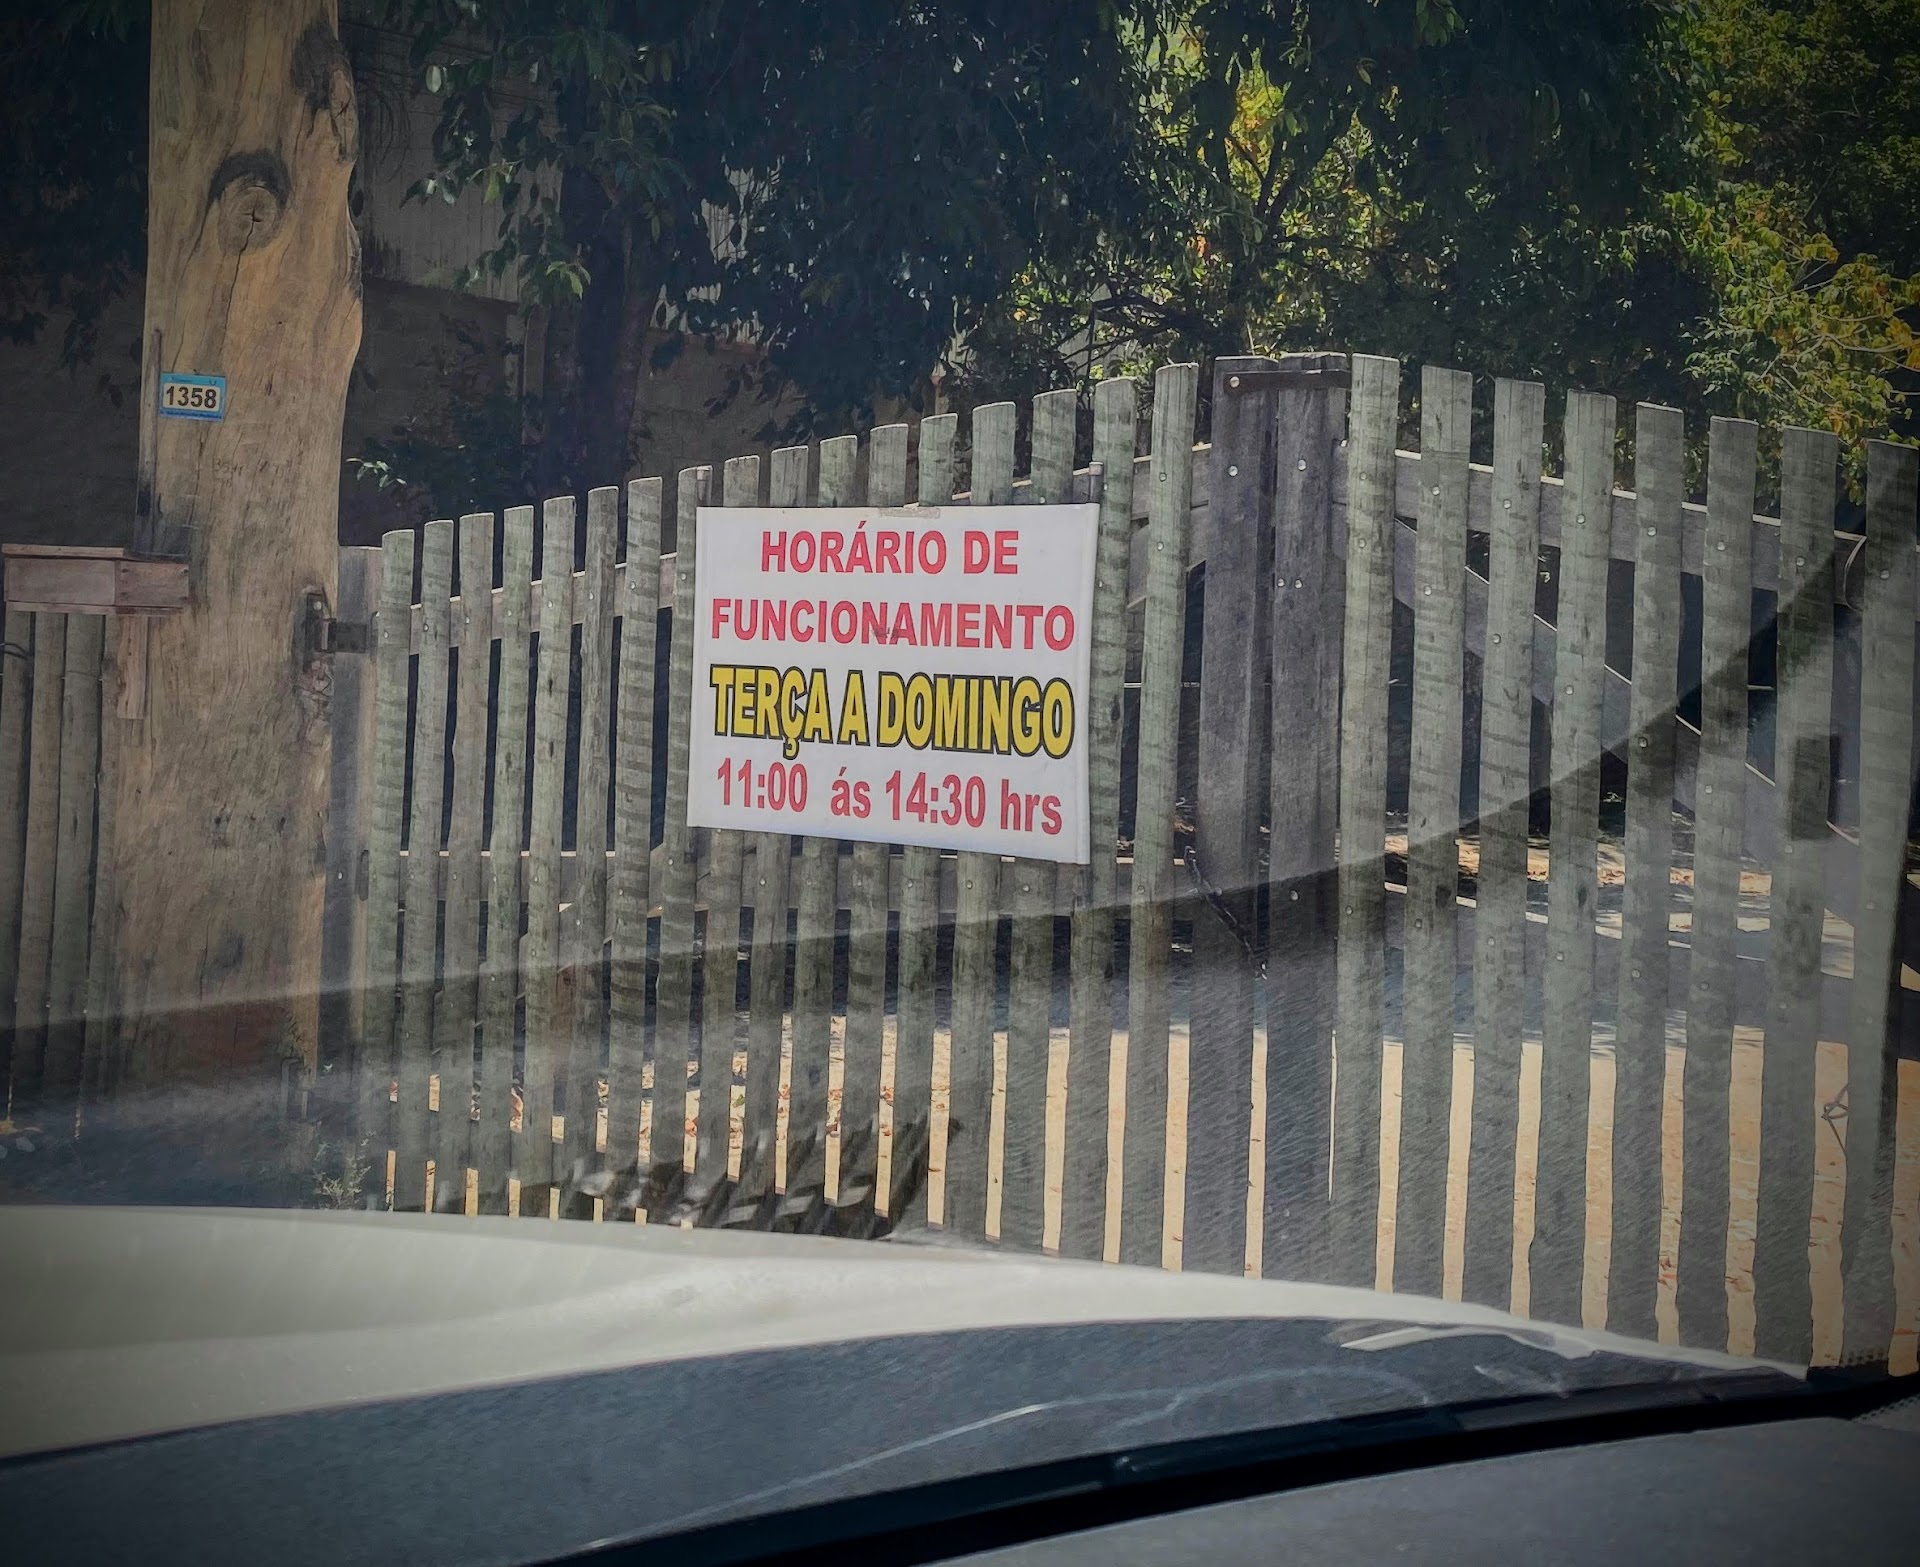 1358
HORÁRIO DE
FUNCIONAMENTO
TERÇA A DOMINGO
11:00 ás 14:30 hrs